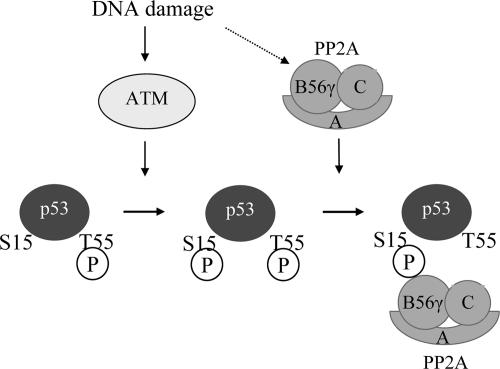 DNA damage
PP2A
ATM
B56γ C
A
p53
S15 T55
P
p53
S15 T55
P P
p53
S15 T55
P
B56γ C
A
PP2A